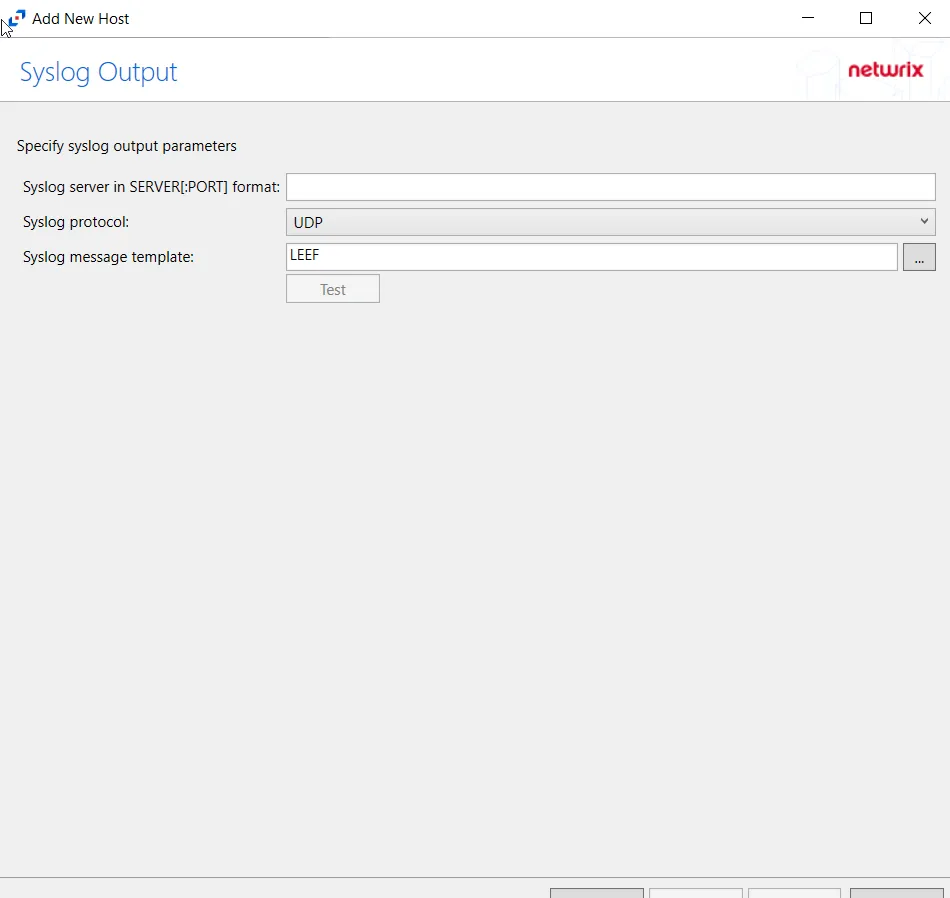 Add New Host
Syslog Output
netwrix
Specify syslog output parameters
Syslog server in SERVER[:PORT] format:
Syslog protocol: UDP
Syslog message template: LEEF ...
Test